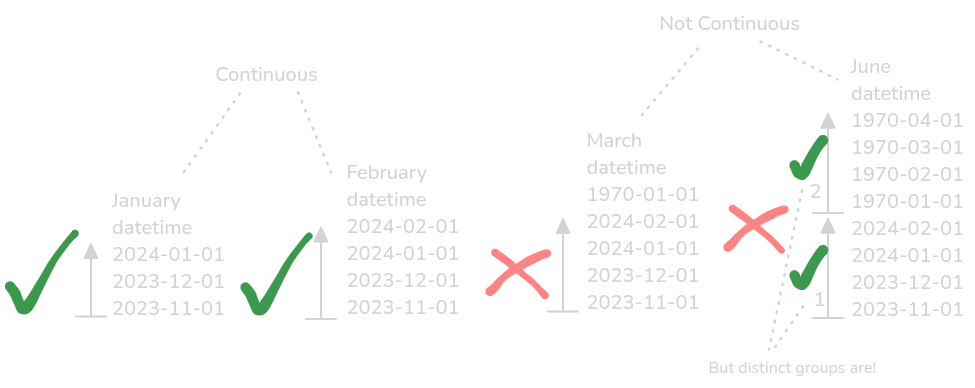 Not Continuous
Continuous
January
datetime
2024-01-01
2023-12-01
2023-11-01
February
datetime
2024-02-01
2024-01-01
2023-12-01
2023-11-01
March
datetime
1970-01-01
2024-02-01
2024-01-01
2023-12-01
2023-11-01
June
datetime
1970-04-01
1970-03-01
1970-02-01
1970-01-01
2024-02-01
2024-01-01
2023-12-01
2023-11-01
2
1
But distinct groups are!